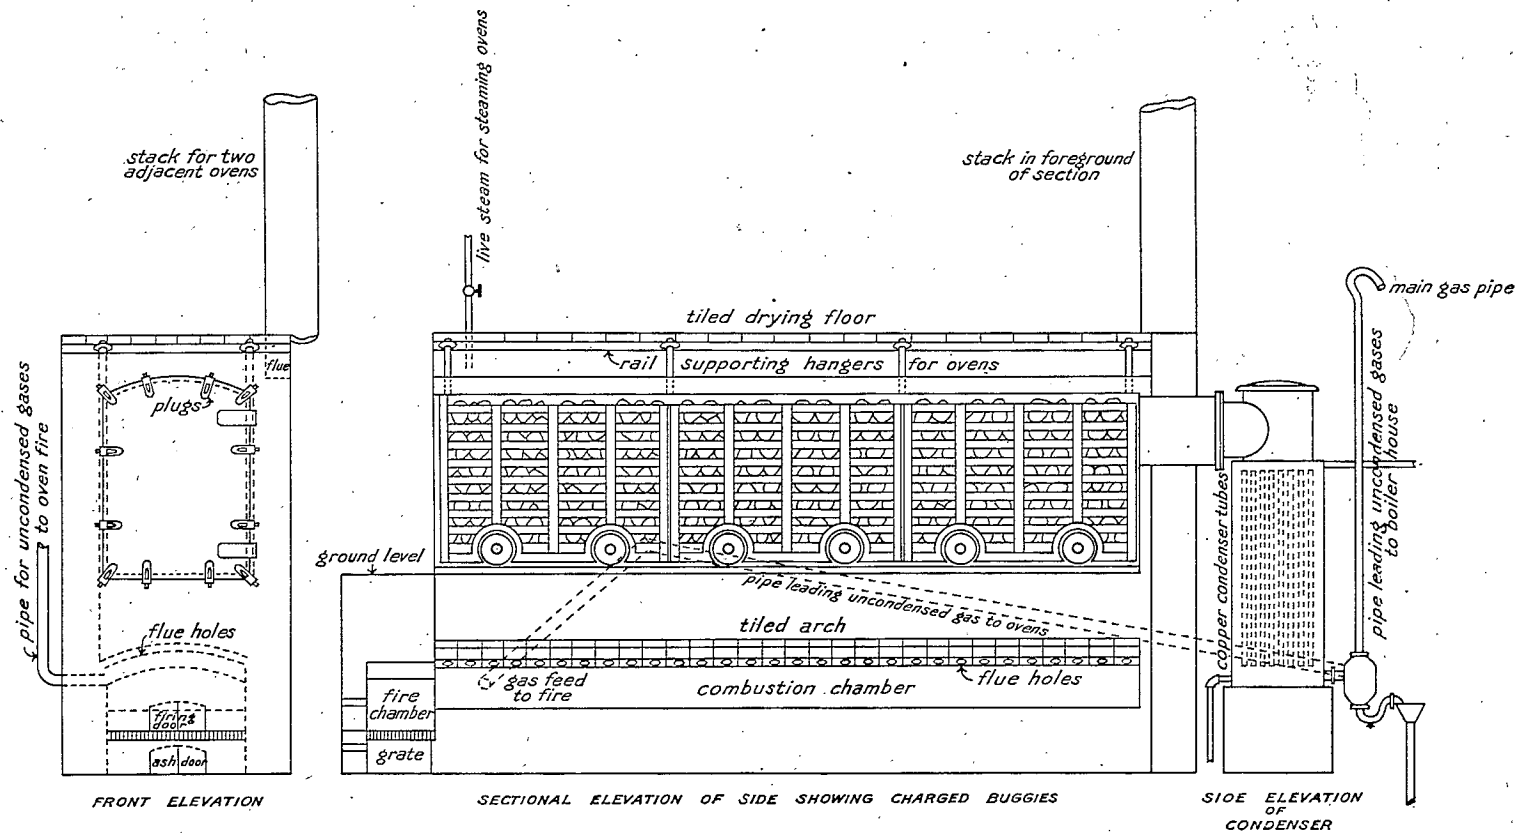 stack for two
adjacent ovens
live steam for steaming ovens
stack in foreground
of section
main gas pipe
tiled drying floor
rail supporting hangers for ovens
flue
plugs
pipe for uncondensed gases
to oven fire
flue holes
firing
door
ash door
FRONT ELEVATION
ground level
pipe leading uncondensed gas to ovens
tiled arch
flue holes
gas feed
to fire
combustion chamber
fire
chamber
grate
SECTIONAL ELEVATION OF SIDE SHOWING CHARGED BUGGIES
copper condenser tubes
pipe leading uncondensed gases
to boiler house
SIDE ELEVATION
OF
CONDENSER